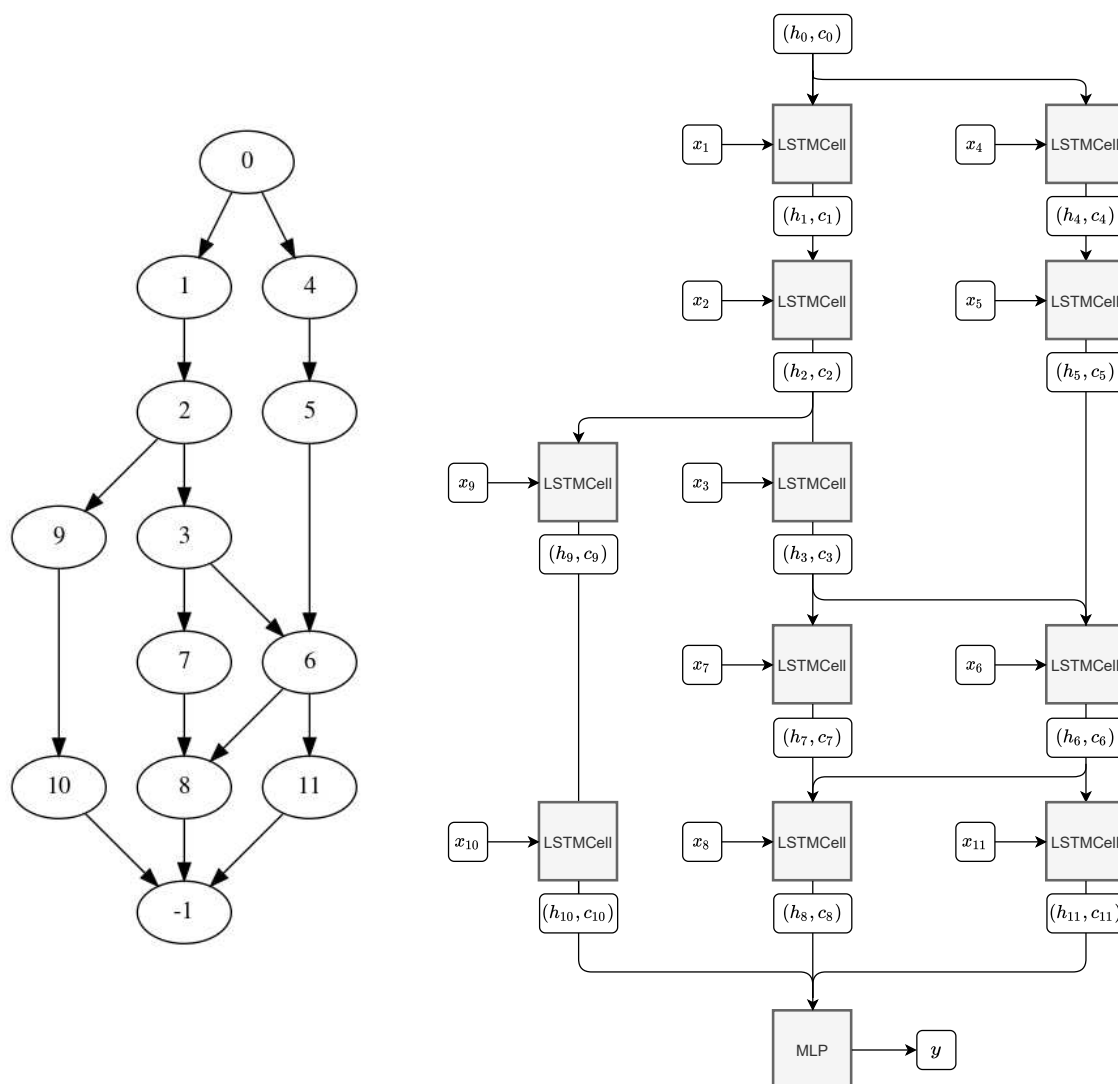 0
1 4
2 5
9 3
7 6
10 8 11
-1
(h₀, c₀)
x₁ LSTMCell x₄ LSTMCell
(h₁, c₁) (h₄, c₄)
x₂ LSTMCell x₅ LSTMCell
(h₂, c₂) (h₅, c₅)
x₉ LSTMCell x₃ LSTMCell
(h₉, c₉) (h₃, c₃)
x₇ LSTMCell x₆ LSTMCell
(h₇, c₇) (h₆, c₆)
x₁₀ LSTMCell x₈ LSTMCell x₁₁ LSTMCell
(h₁₀, c₁₀) (h₈, c₈) (h₁₁, c₁₁)
MLP y